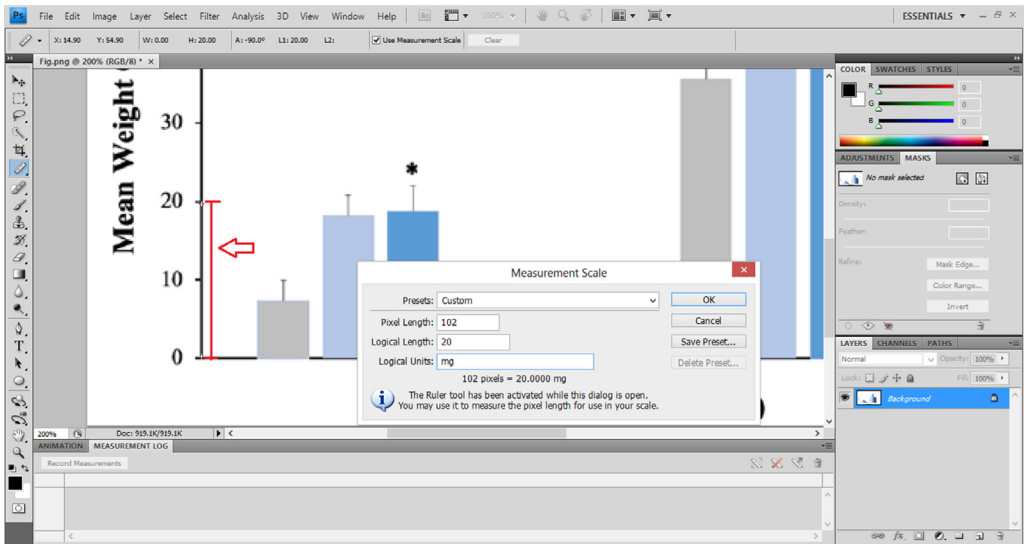 Ps File Edit Image Layer Select Filter Analysis 3D View Window Help Br 100% ESSENTIALS
X: 14.90 Y: 54.90 W: 0.00 H: 20.00 A: -90.0° L1: 20.00 L2: Use Measurement Scale Clear
Fig.png @ 200% (RGB/8) * ×
Mean Weight
30
20
10
0
*
Measurement Scale
Presets: Custom OK
Pixel Length: 102 Cancel
Logical Length: 20 Save Preset...
Logical Units: mg Delete Preset...
102 pixels = 20.0000 mg
The Ruler tool has been activated while this dialog is open.
You may use it to measure the pixel length for use in your scale.
200% Doc: 919.1K/919.1K
ANIMATION MEASUREMENT LOG
Record Measurements
COLOR SWATCHES STYLES
R 0
G 0
B 0
ADJUSTMENTS MASKS
No mask selected
Density:
Feather:
Refine: Mask Edge...
Color Range...
Invert
LAYERS CHANNELS PATHS
Normal Opacity: 100%
Lock: Fill: 100%
Background